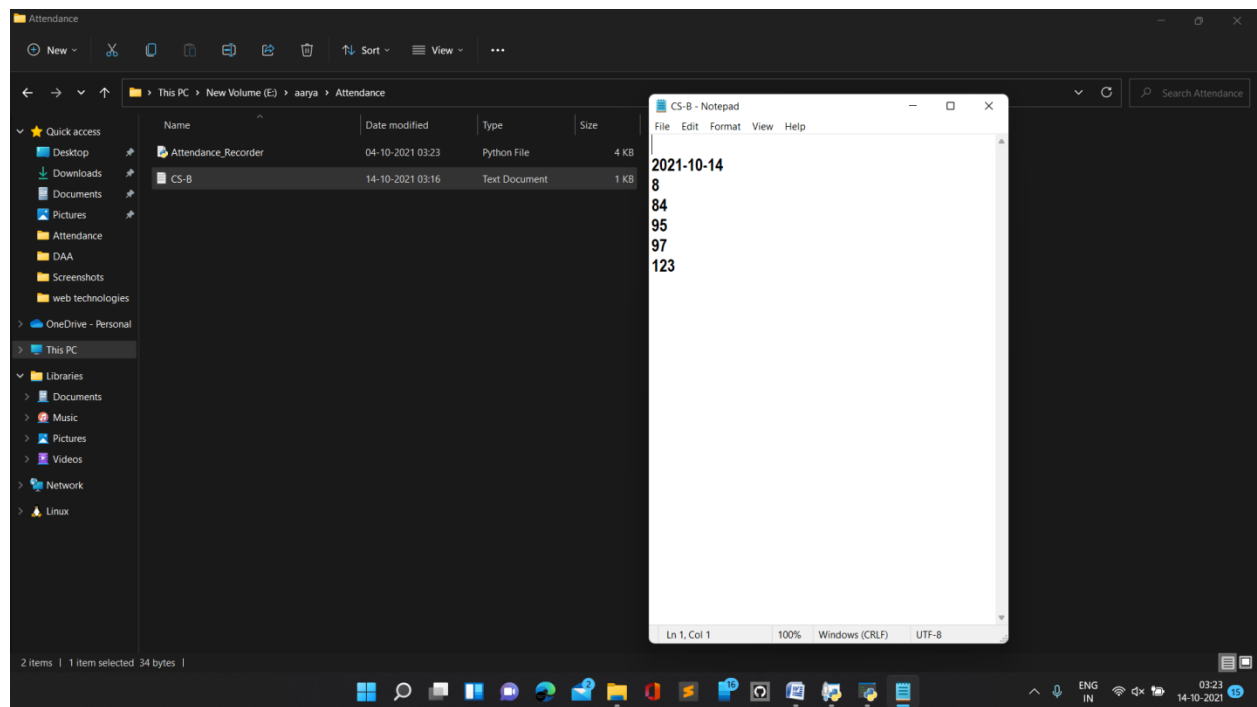 Attendance
New
Sort
View
This PC > New Volume (E:) > aarya > Attendance
Search Attendance
Quick access
Desktop
Downloads
Documents
Pictures
Attendance
DAA
Screenshots
web technologies
OneDrive - Personal
This PC
Libraries
Documents
Music
Pictures
Videos
Network
Linux
Name Date modified Type Size
Attendance_Recorder 04-10-2021 03:23 Python File 4 KB
CS-B 14-10-2021 03:16 Text Document 1 KB
CS-B - Notepad
File Edit Format View Help
2021-10-14
8
84
95
97
123
Ln 1, Col 1 100% Windows (CRLF) UTF-8
2 items | 1 item selected 34 bytes |
2
16
ENG
IN
03:23
14-10-2021
15